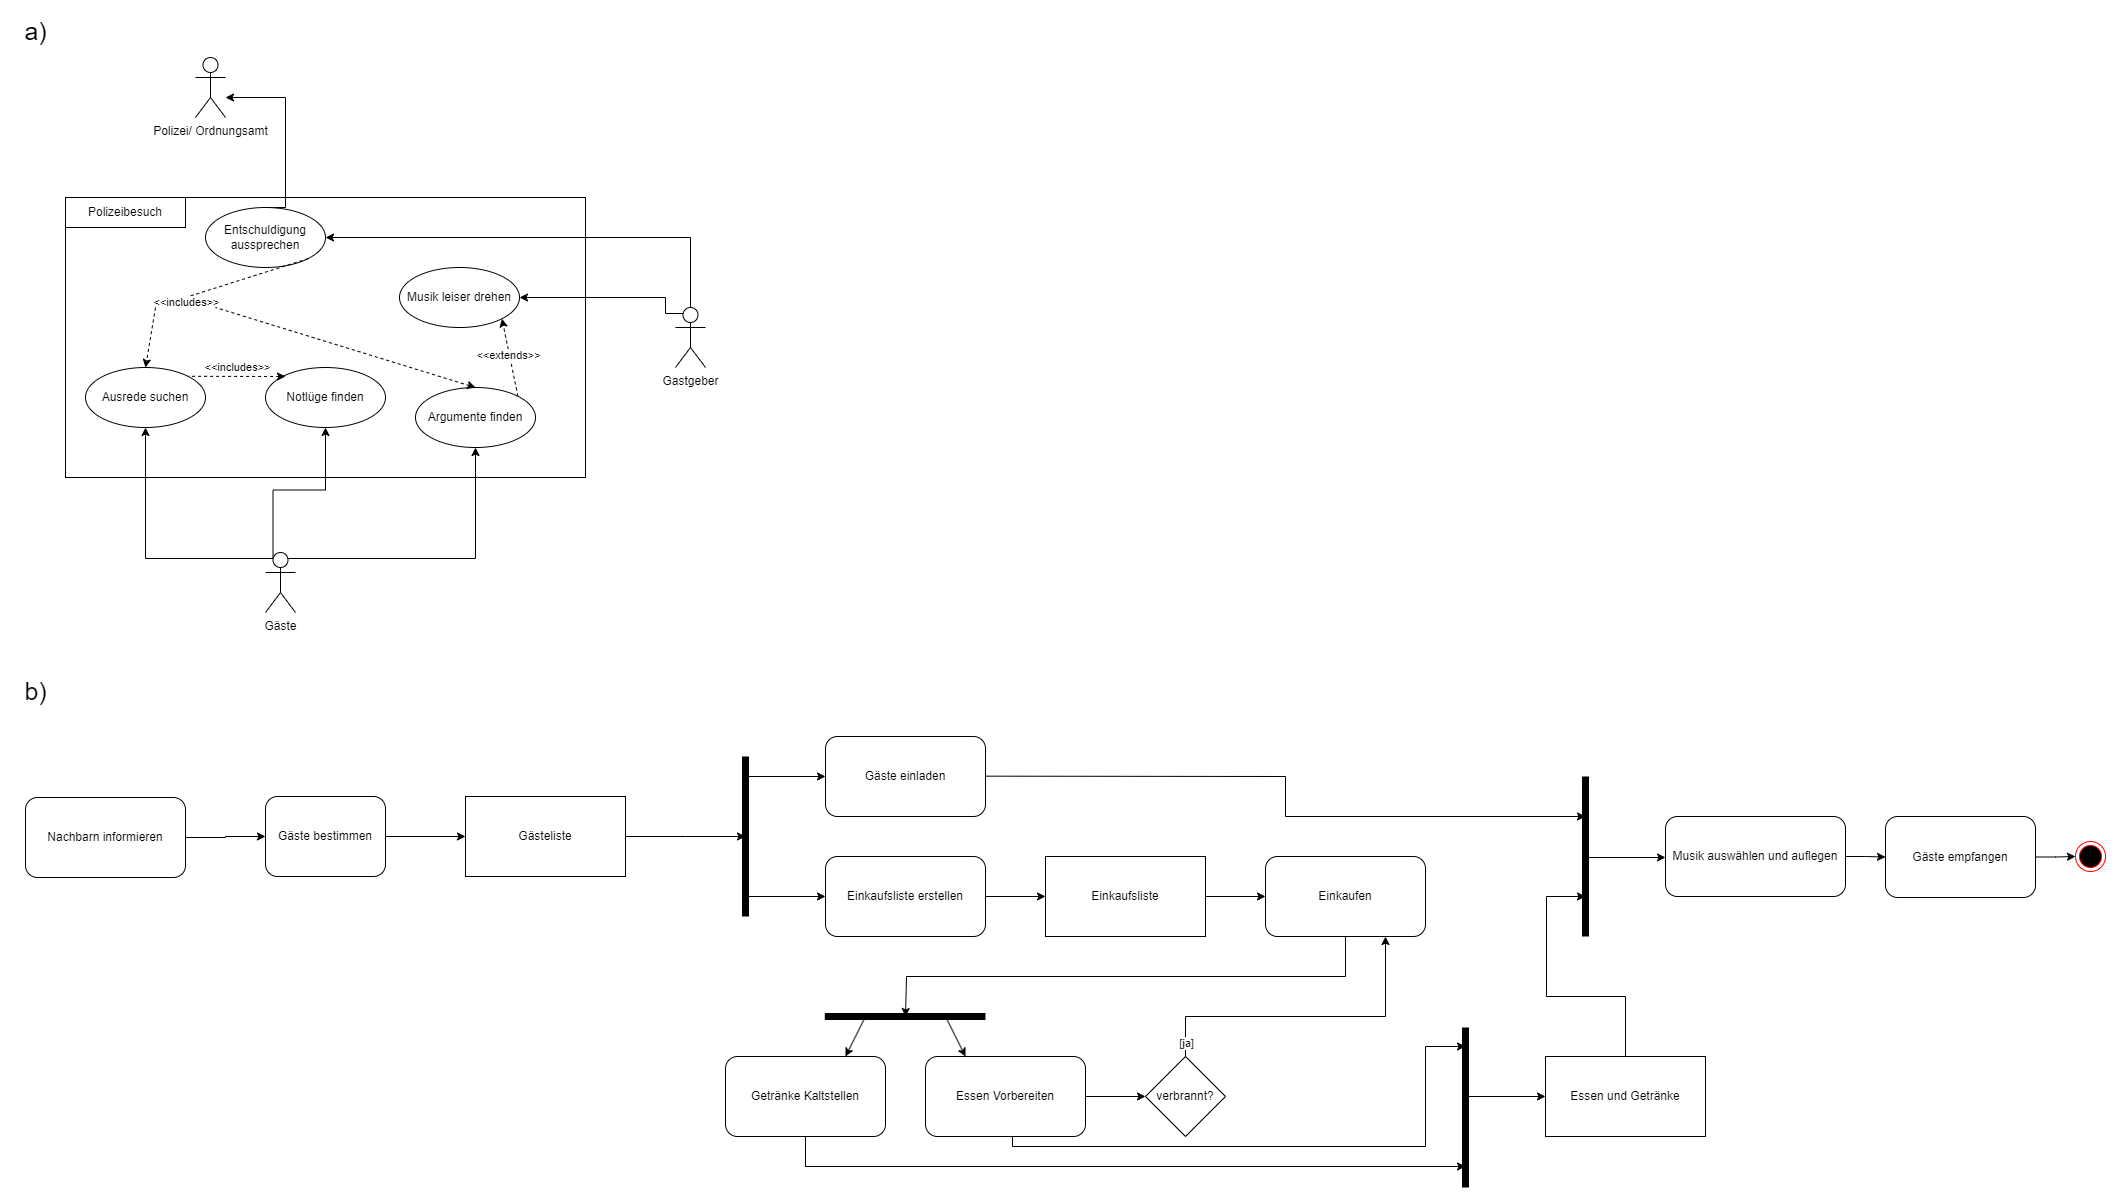 a)
Polizei/ Ordnungsamt
Polizeibesuch
Entschuldigung
aussprechen
Musik leiser drehen
<<includes>>
<<extends>>
<<includes>>
Gastgeber
Ausrede suchen
Notlüge finden
Argumente finden
Gäste
b)
Gäste einladen
Nachbarn informieren
Gäste bestimmen
Gästeliste
Musik auswählen und auflegen
Gäste empfangen
Einkaufsliste erstellen
Einkaufsliste
Einkaufen
[ja]
Getränke Kaltstellen
Essen Vorbereiten
verbrannt?
Essen und Getränke